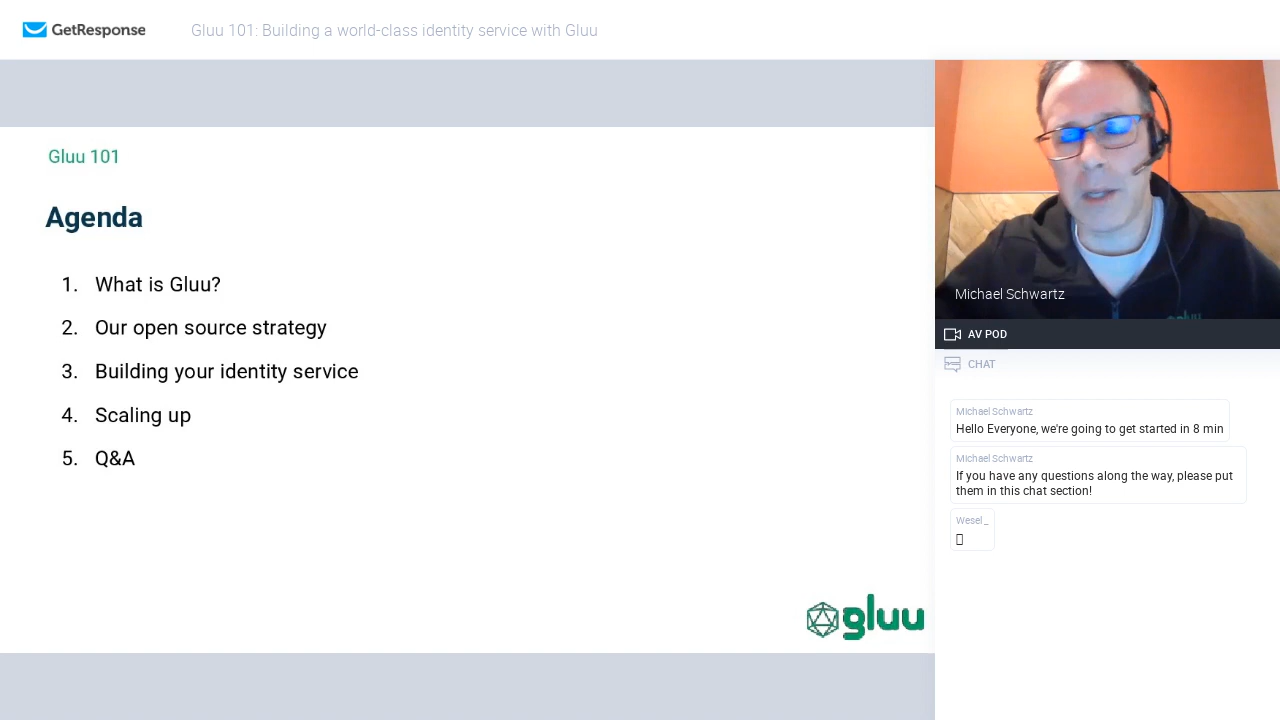 GetResponse
Gluu 101: Building a world-class identity service with Gluu
Gluu 101
Agenda
1. What is Gluu?
2. Our open source strategy
3. Building your identity service
4. Scaling up
5. Q&A
gluu
Michael Schwartz
gluu
AV POD
CHAT
Michael Schwartz
Hello Everyone, we're going to get started in 8 min
Michael Schwartz
If you have any questions along the way, please put
them in this chat section!
Wesel _